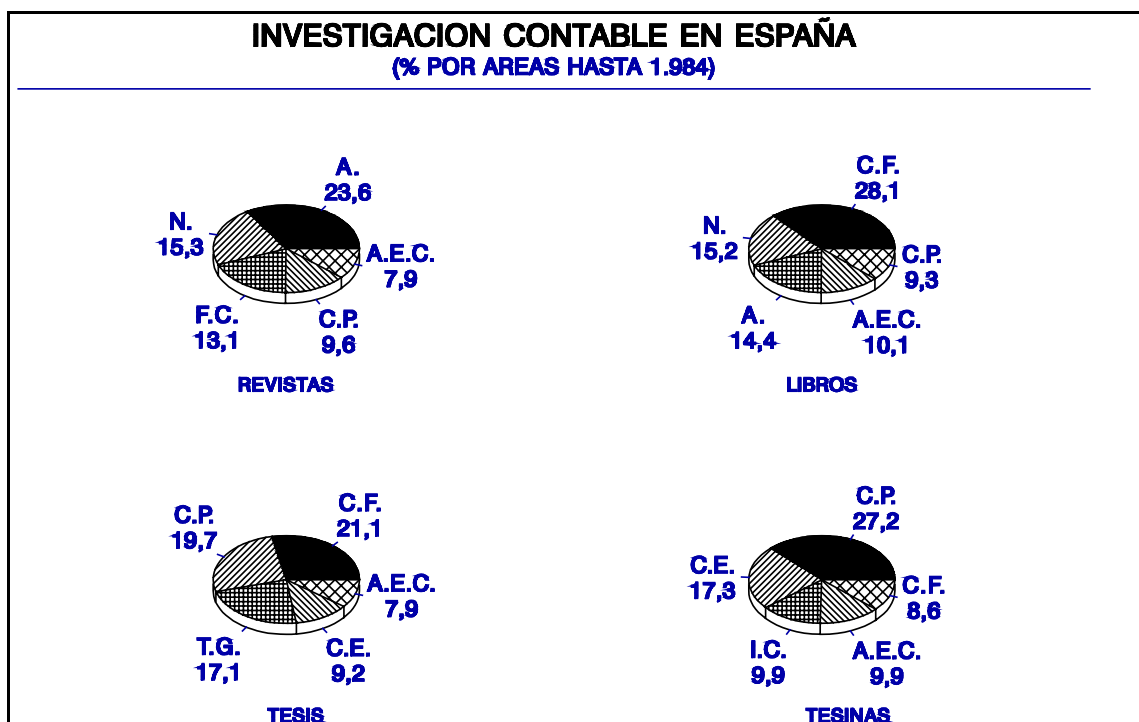 INVESTIGACION CONTABLE EN ESPAÑA
(% POR AREAS HASTA 1.984)
A.
23,6
N.
15,3
A.E.C.
7,9
F.C.
13,1
C.P.
9,6
REVISTAS
C.F.
28,1
N.
15,2
C.P.
9,3
A.
14,4
A.E.C.
10,1
LIBROS
C.F.
21,1
C.P.
19,7
A.E.C.
7,9
T.G.
17,1
C.E.
9,2
TESIS
C.P.
27,2
C.E.
17,3
C.F.
8,6
I.C.
9,9
A.E.C.
9,9
TESINAS